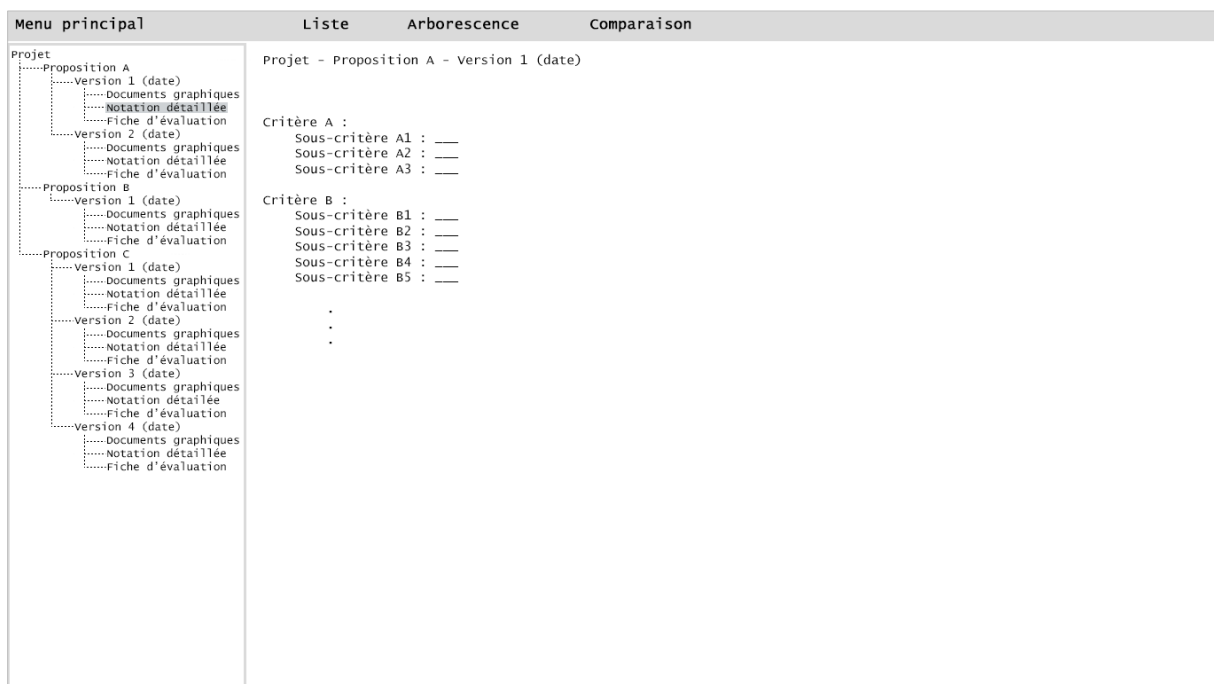 Menu principal Liste Arborescence Comparaison
Projet
Proposition A
Version 1 (date)
Documents graphiques
Notation détaillée
Fiche d'évaluation
Version 2 (date)
Documents graphiques
Notation détaillée
Fiche d'évaluation
Proposition B
Version 1 (date)
Documents graphiques
Notation détaillée
Fiche d'évaluation
Proposition C
Version 1 (date)
Documents graphiques
Notation détaillée
Fiche d'évaluation
Version 2 (date)
Documents graphiques
Notation détaillée
Fiche d'évaluation
Version 3 (date)
Documents graphiques
Notation détailée
Fiche d'évaluation
Version 4 (date)
Documents graphiques
Notation détaillée
Fiche d'évaluation
Projet - Proposition A - Version 1 (date)
Critère A :
Sous-critère A1 : ___
Sous-critère A2 : ___
Sous-critère A3 : ___
Critère B :
Sous-critère B1 : ___
Sous-critère B2 : ___
Sous-critère B3 : ___
Sous-critère B4 : ___
Sous-critère B5 : ___
.
.
.